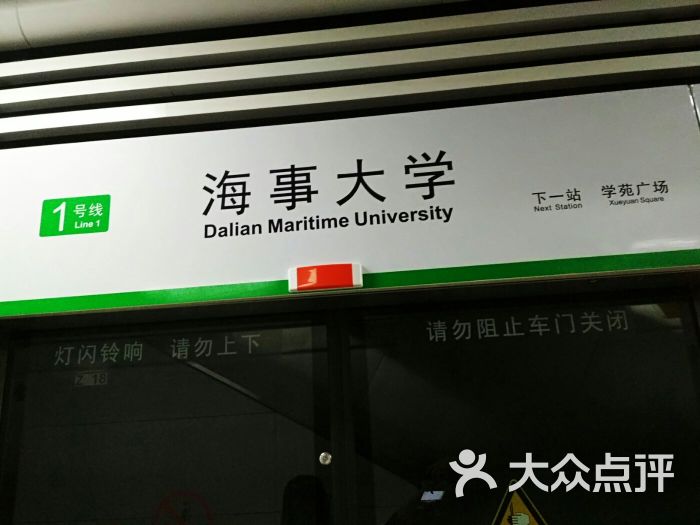 1号线
Line 1
海事大学
Dalian Maritime University
下一站
Next Station
学苑广场
Xueyuan Square
灯闪铃响 请勿上下
Z 18
请勿阻止车门关闭
大众点评